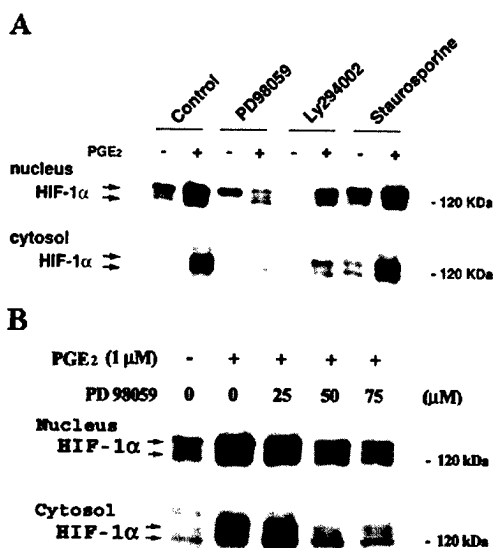 A
Control PD98059 Ly294002 Staurosporine
PGE2 - + - + - + - +
nucleus
HIF-1α - 120 KDa
cytosol
HIF-1α - 120 KDa
B
PGE2 (1 μM) - + + + +
PD 98059 0 0 25 50 75 (μM)
Nucleus
HIF-1α - 120 kDa
Cytosol
HIF-1α - 120 kDa